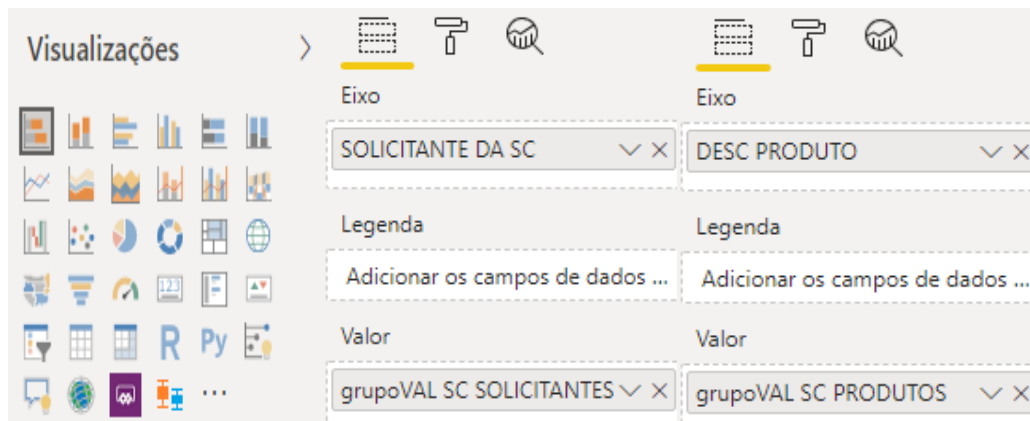 Visualizações
Eixo
SOLICITANTE DA SC
Legenda
Adicionar os campos de dados ...
Valor
grupoVAL SC SOLICITANTES
Eixo
DESC PRODUTO
Legenda
Adicionar os campos de dados ...
Valor
grupoVAL SC PRODUTOS
123
R
Py
...